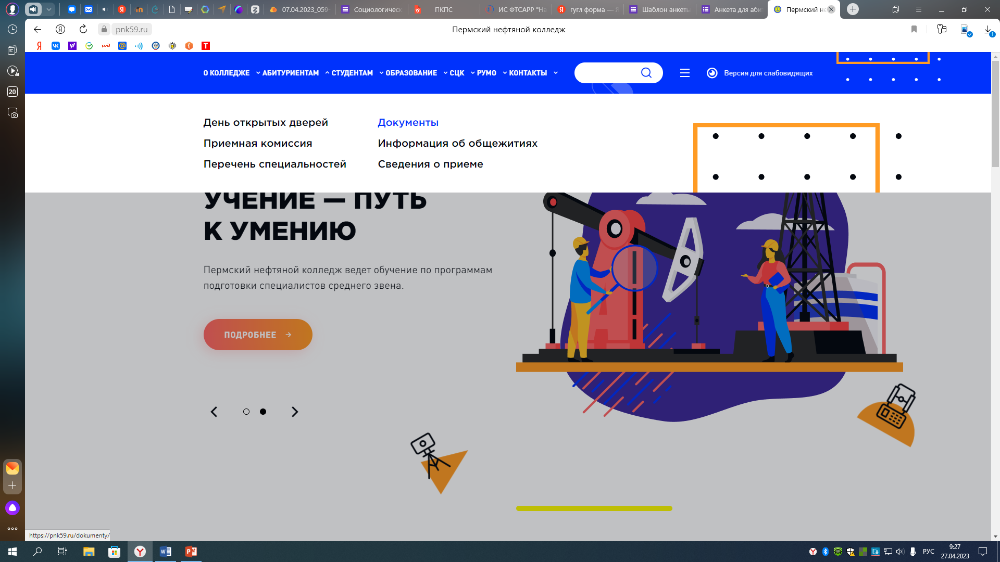 07.04.2023_059-
Социологическ
ПКПС
ИС ФТСАРР "На
гугл форма — Я
Шаблон анкеты
Анкета для аби
Пермский не
pnk59.ru
Пермский нефтяной колледж
20
1
О КОЛЛЕДЖЕ АБИТУРИЕНТАМ СТУДЕНТАМ ОБРАЗОВАНИЕ СЦК РУМО КОНТАКТЫ
Версия для слабовидящих
День открытых дверей
Документы
Приемная комиссия
Информация об общежитиях
Перечень специальностей
Сведения о приеме
УЧЕНИЕ — ПУТЬ
К УМЕНИЮ
Пермский нефтяной колледж ведет обучение по программам
подготовки специалистов среднего звена.
ПОДРОБНЕЕ
https://pnk59.ru/dokumenty/
РУС
9:27
27.04.2023